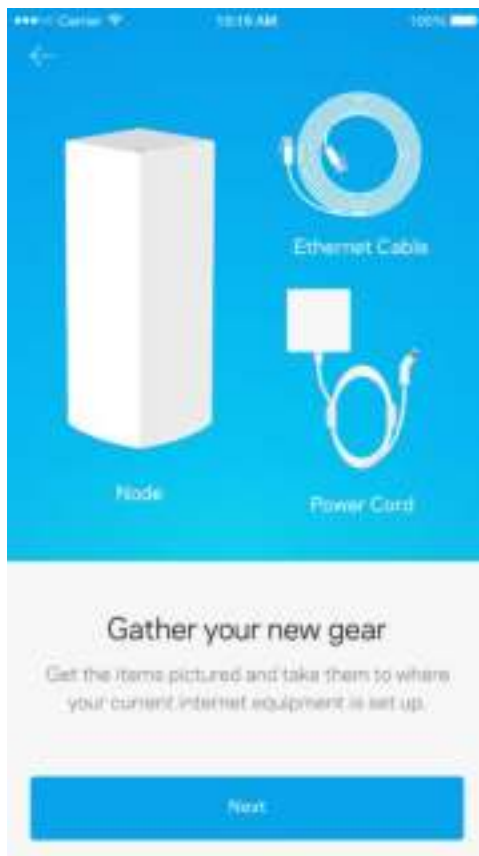 Carrier 10:19 AM 100%
Ethernet Cable
Node
Power Cord
Gather your new gear
Get the items pictured and take them to where
your current internet equipment is set up.
Next